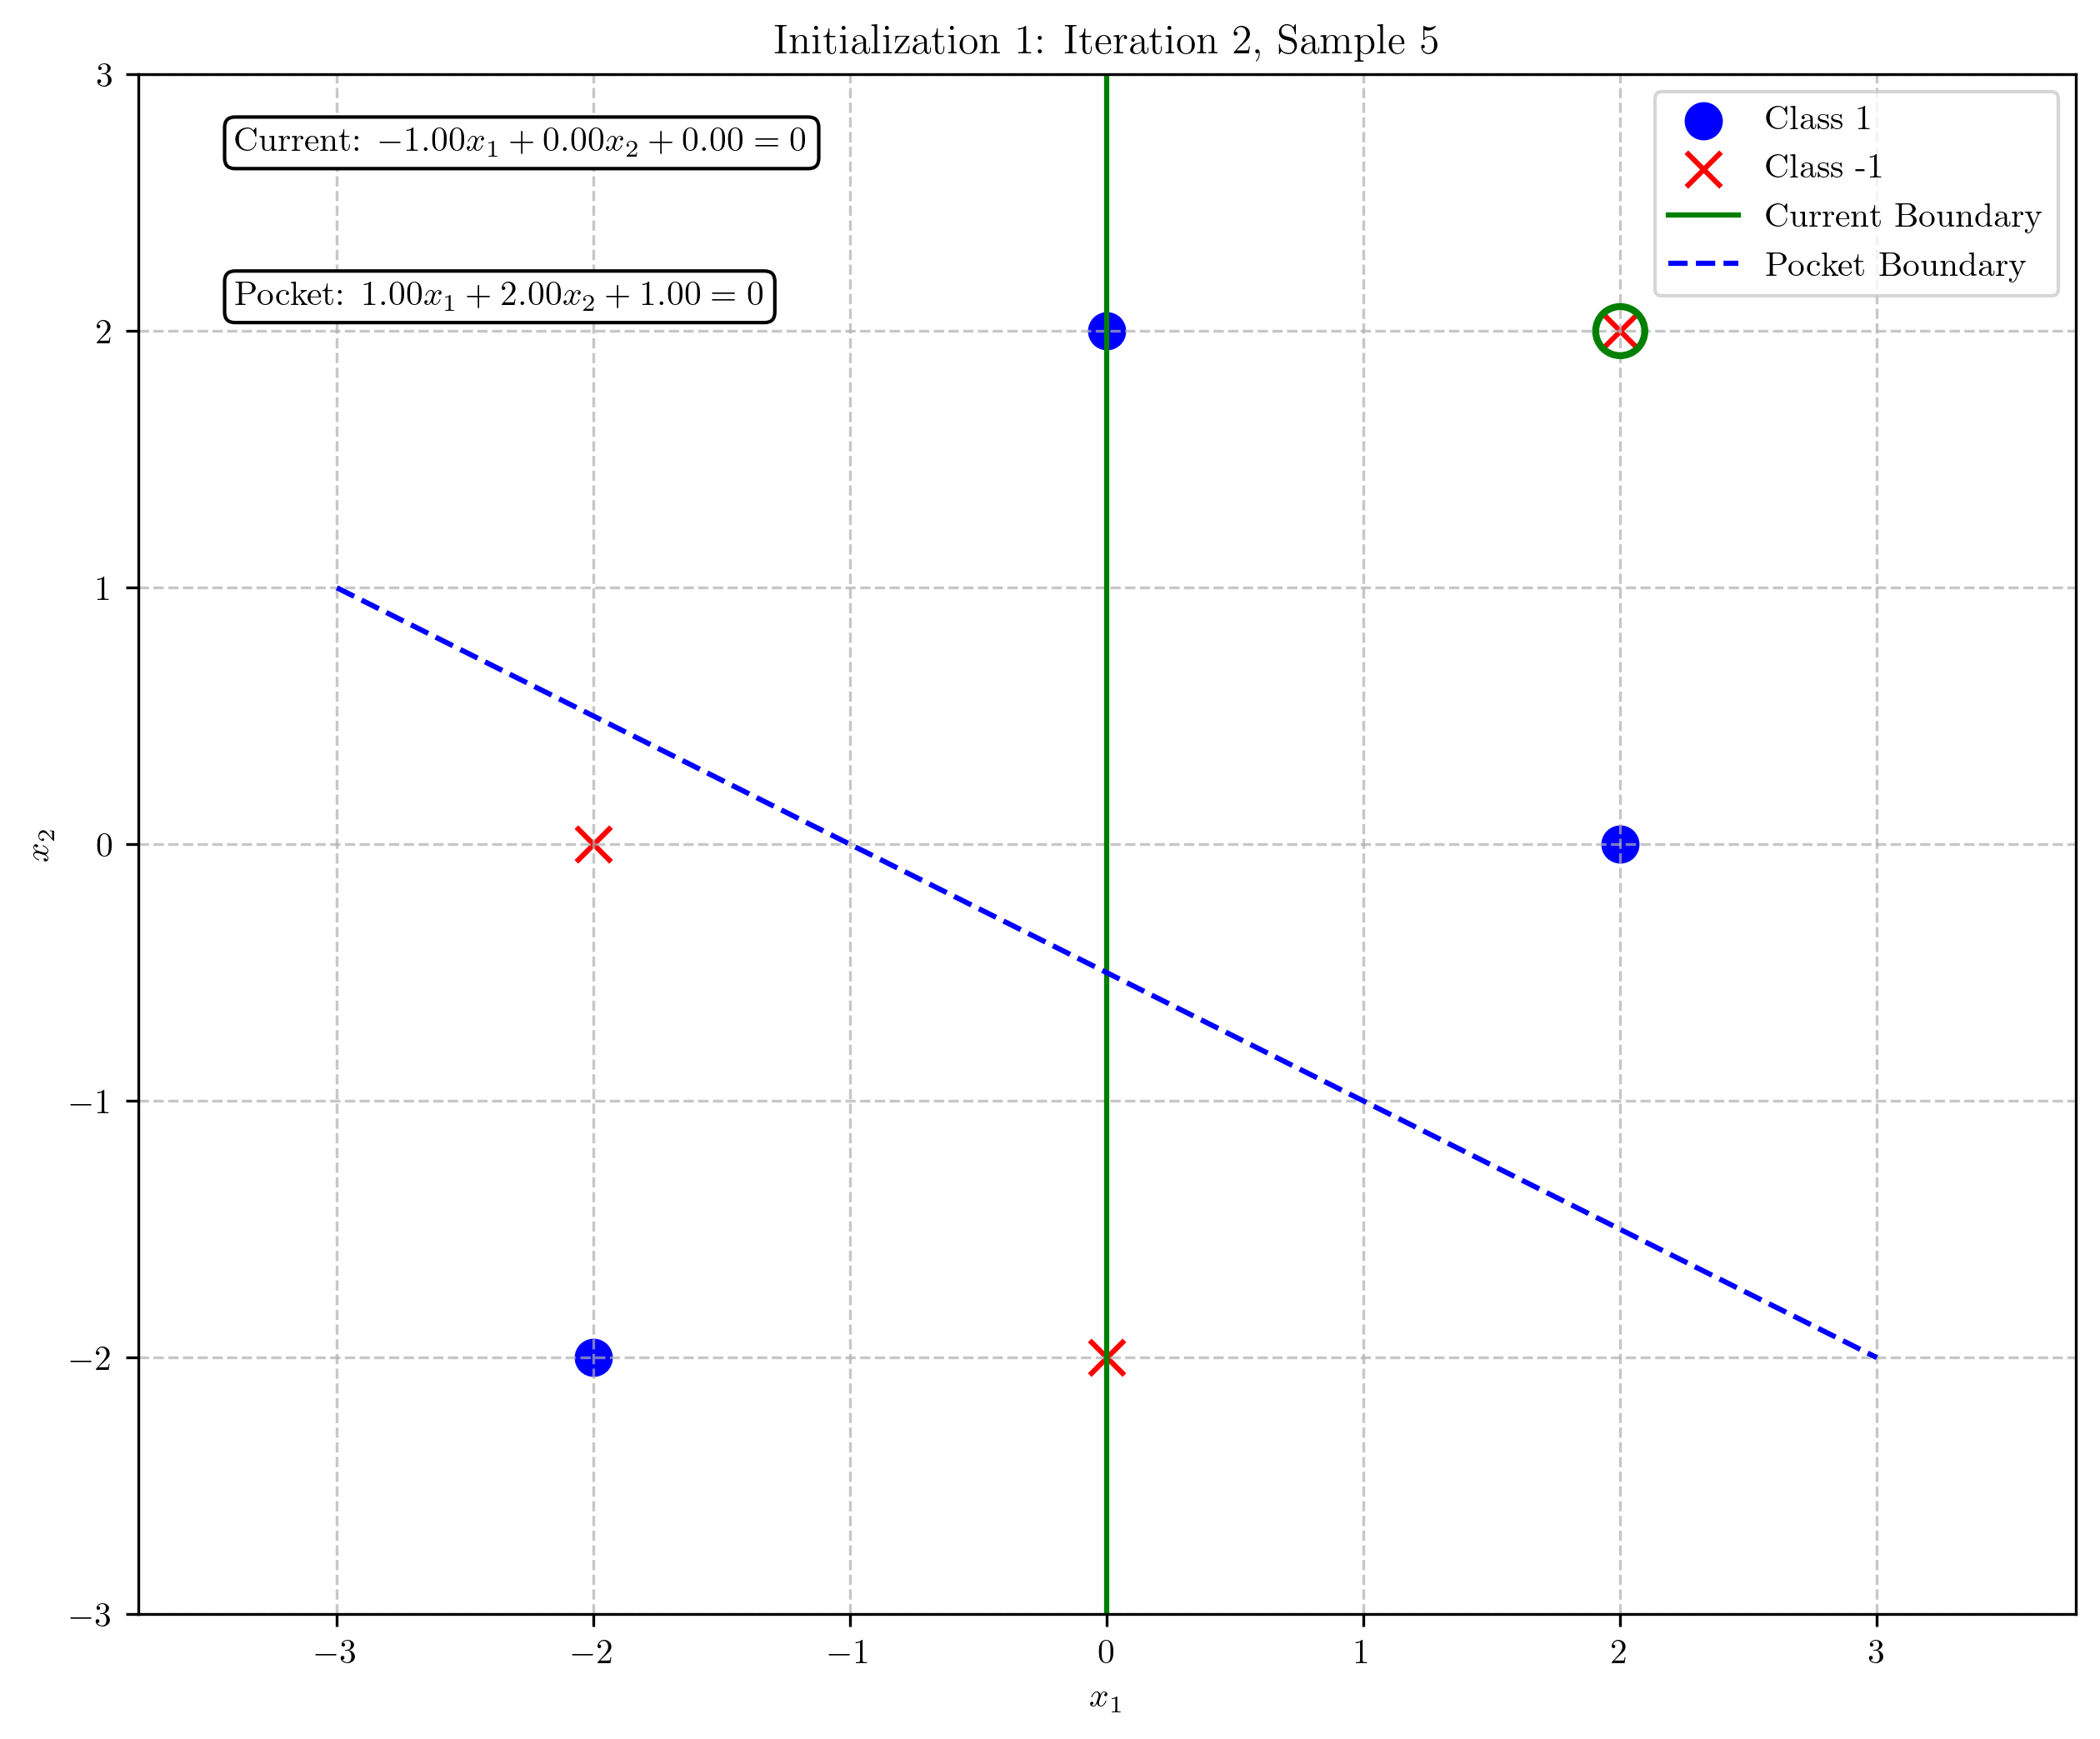 Initialization 1: Iteration 2, Sample 5
Current: −1.00x₁ + 0.00x₂ + 0.00 = 0
Pocket: 1.00x₁ + 2.00x₂ + 1.00 = 0
Class 1
Class -1
Current Boundary
Pocket Boundary
3
2
1
0
−1
−2
−3
x₂
−3
−2
−1
0
1
2
3
x₁